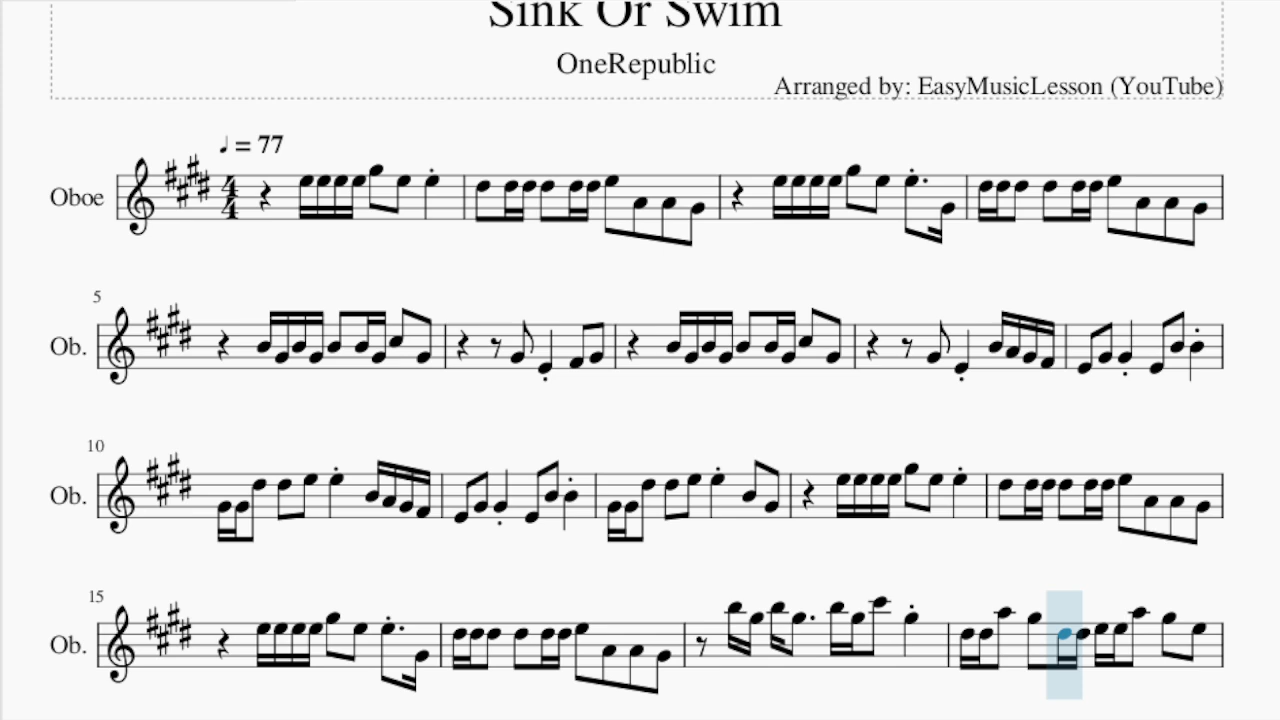 Sink Or Swim
OneRepublic
Arranged by: EasyMusicLesson (YouTube)
♩ = 77
Oboe
4
4
5
Ob.
10
Ob.
15
Ob.